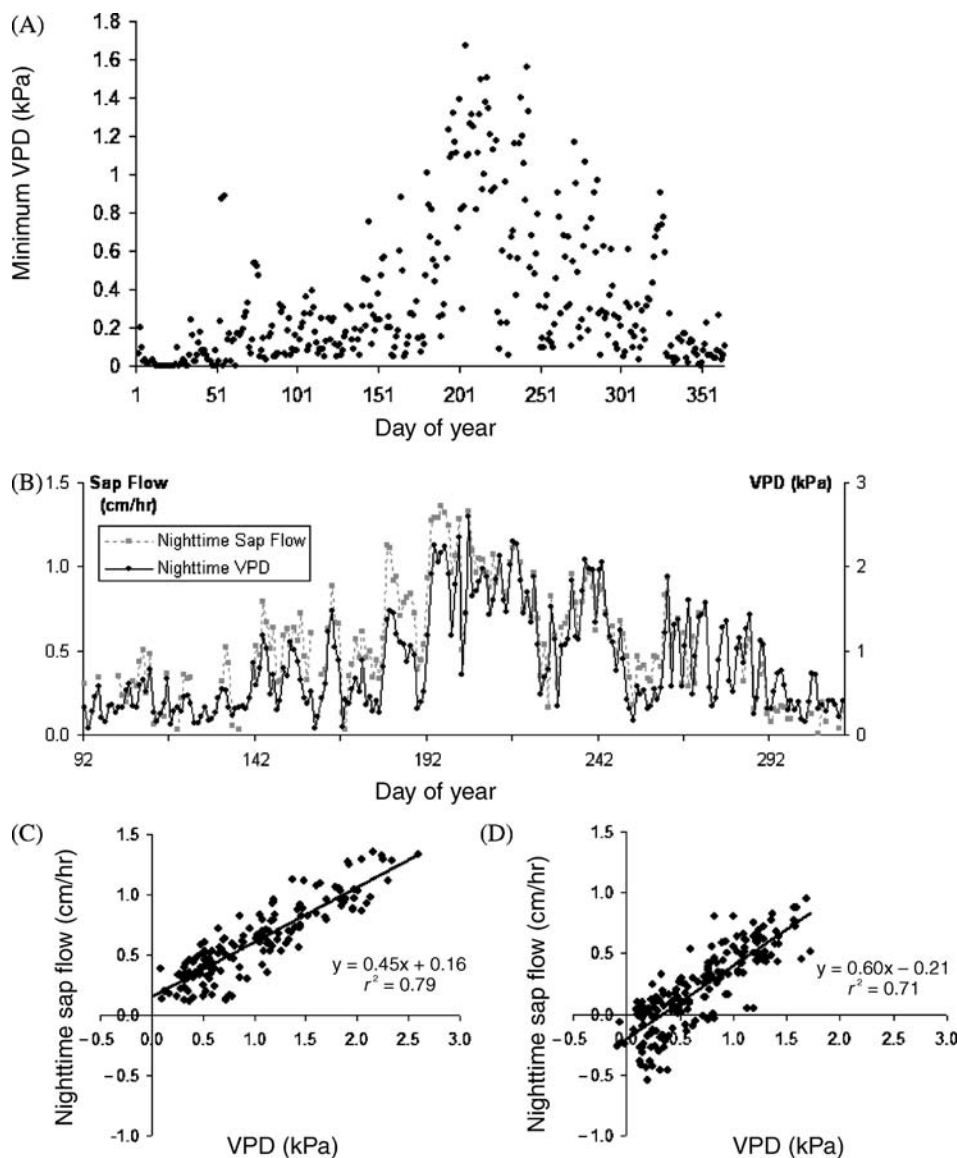 (A)
Minimum VPD (kPa)
1.8
1.6
1.4
1.2
1
0.8
0.6
0.4
0.2
0
1 51 101 151 201 251 301 351
Day of year
(B)
Sap Flow
(cm/hr)
VPD (kPa)
Nighttime Sap Flow
Nighttime VPD
1.5
1.0
0.5
0.0
3
2
1
0
92 142 192 242 292
Day of year
(C)
Nighttime sap flow (cm/hr)
1.5
1.0
0.5
0.0
−0.5
−1.0
−0.5 0.0 0.5 1.0 1.5 2.0 2.5 3.0
y = 0.45x + 0.16
r² = 0.79
VPD (kPa)
(D)
Nighttime sap flow (cm/hr)
1.5
1.0
0.5
0.0
−0.5
−1.0
−0.5 0.0 0.5 1.0 1.5 2.0 2.5 3.0
y = 0.60x − 0.21
r² = 0.71
VPD (kPa)